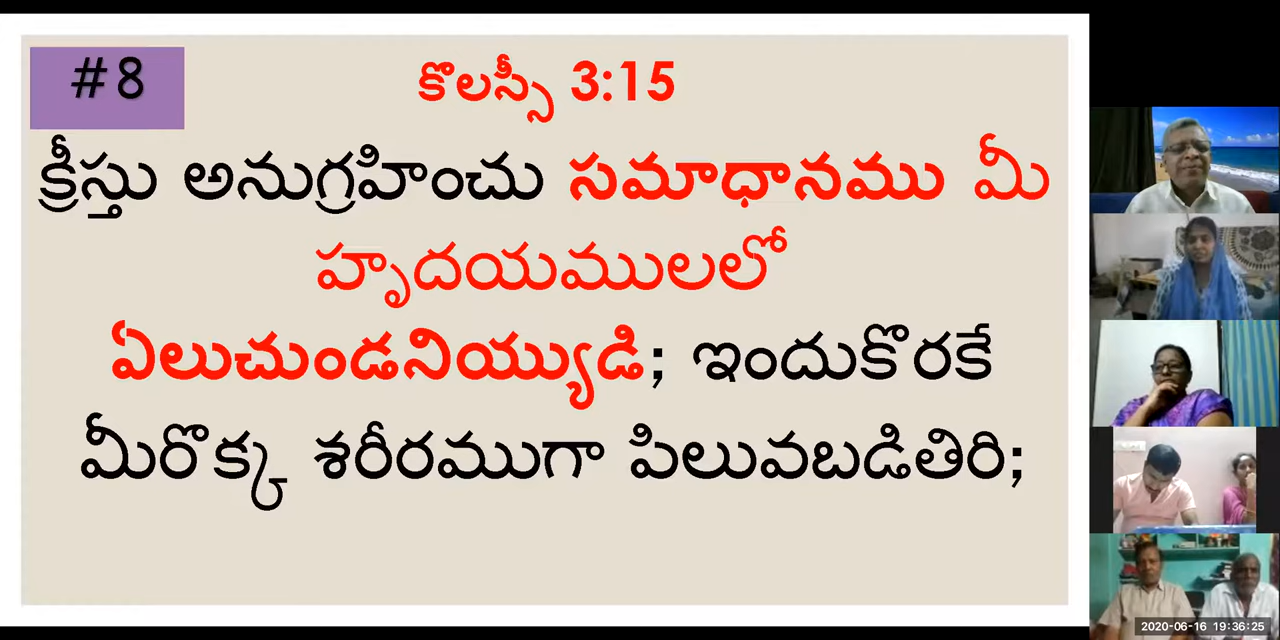 #8
కొలస్సీ 3:15
క్రీస్తు అనుగ్రహించు సమాధానము మీ
హృదయములలో
ఏలుచుండనియ్యుడి; ఇందుకొరకే
మీరొక్క శరీరముగా పిలువబడితిరి;
2020-06-16 19:36:25